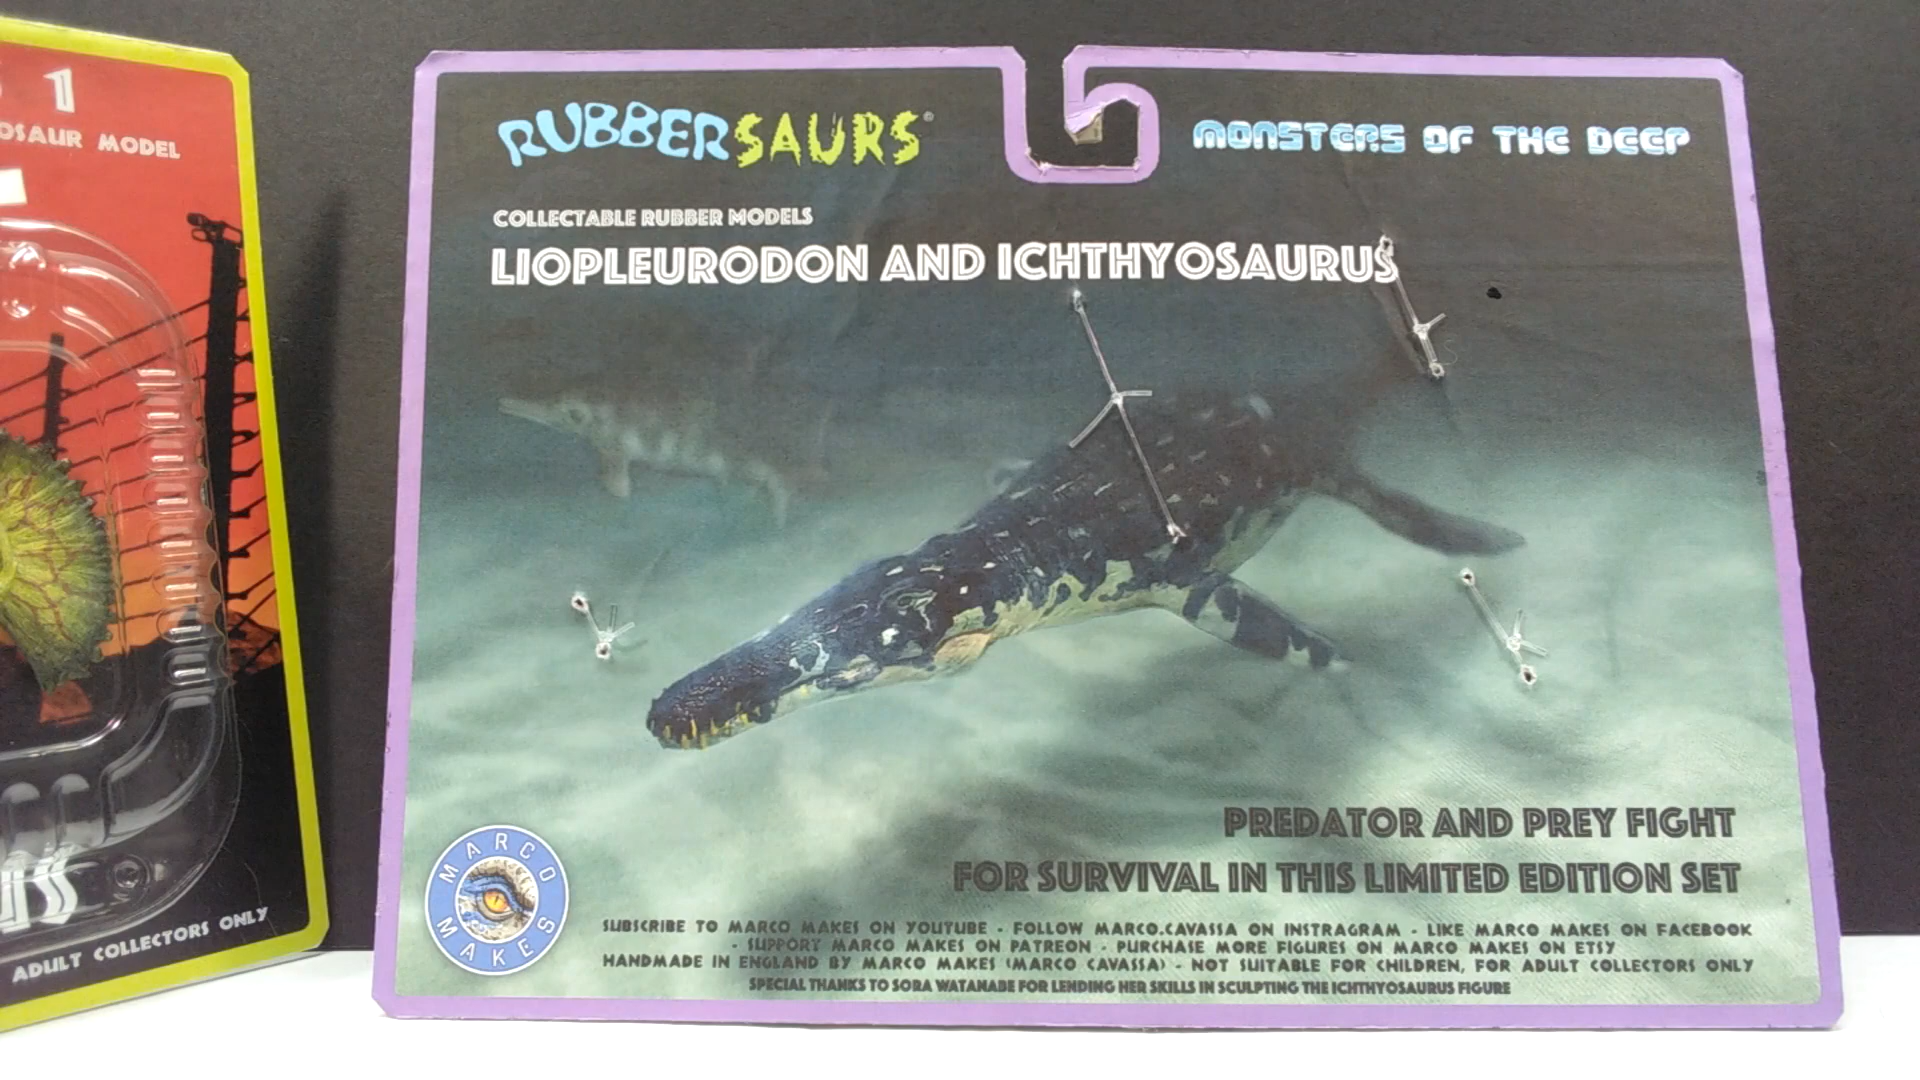 1
OSAUR MODEL
ADULT COLLECTORS ONLY
RUBBERSAURS©
MONSTERS OF THE DEEP
COLLECTABLE RUBBER MODELS
LIOPLEURODON AND ICHTHYOSAURUS
PREDATOR AND PREY FIGHT
FOR SURVIVAL IN THIS LIMITED EDITION SET
MARCO MAKES
SUBSCRIBE TO MARCO MAKES ON YOUTUBE - FOLLOW MARCO.CAVASSA ON INSTRAGRAM - LIKE MARCO MAKES ON FACEBOOK
- SUPPORT MARCO MAKES ON PATREON - PURCHASE MORE FIGURES ON MARCO MAKES ON ETSY
HANDMADE IN ENGLAND BY MARCO MAKES (MARCO CAVASSA) - NOT SUITABLE FOR CHILDREN, FOR ADULT COLLECTORS ONLY
SPECIAL THANKS TO SORA WATANABE FOR LENDING HER SKILLS IN SCULPTING THE ICHTHYOSAURUS FIGURE